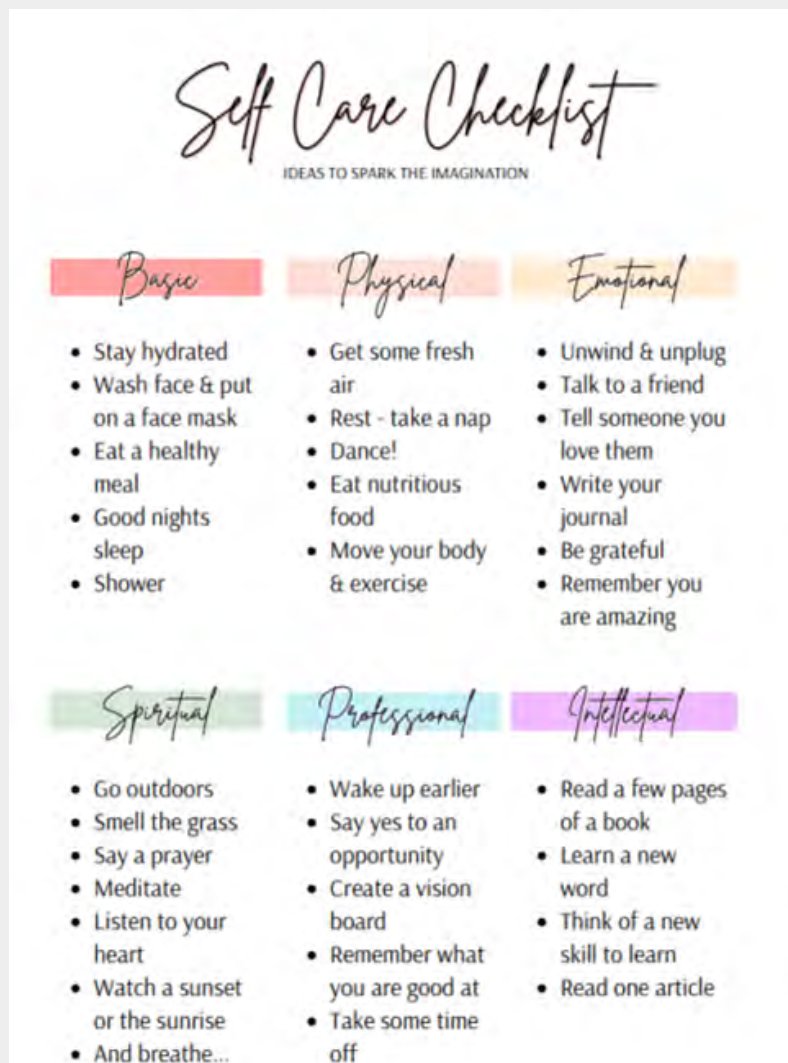 Self Care Checklist
IDEAS TO SPARK THE IMAGINATION
Basic
Stay hydrated
Wash face & put
on a face mask
Eat a healthy
meal
Good nights
sleep
Shower
Physical
Get some fresh
air
Rest - take a nap
Dance!
Eat nutritious
food
Move your body
& exercise
Emotional
Unwind & unplug
Talk to a friend
Tell someone you
love them
Write your
journal
Be grateful
Remember you
are amazing
Spiritual
Go outdoors
Smell the grass
Say a prayer
Meditate
Listen to your
heart
Watch a sunset
or the sunrise
And breathe...
Professional
Wake up earlier
Say yes to an
opportunity
Create a vision
board
Remember what
you are good at
Take some time
off
Intellectual
Read a few pages
of a book
Learn a new
word
Think of a new
skill to learn
Read one article